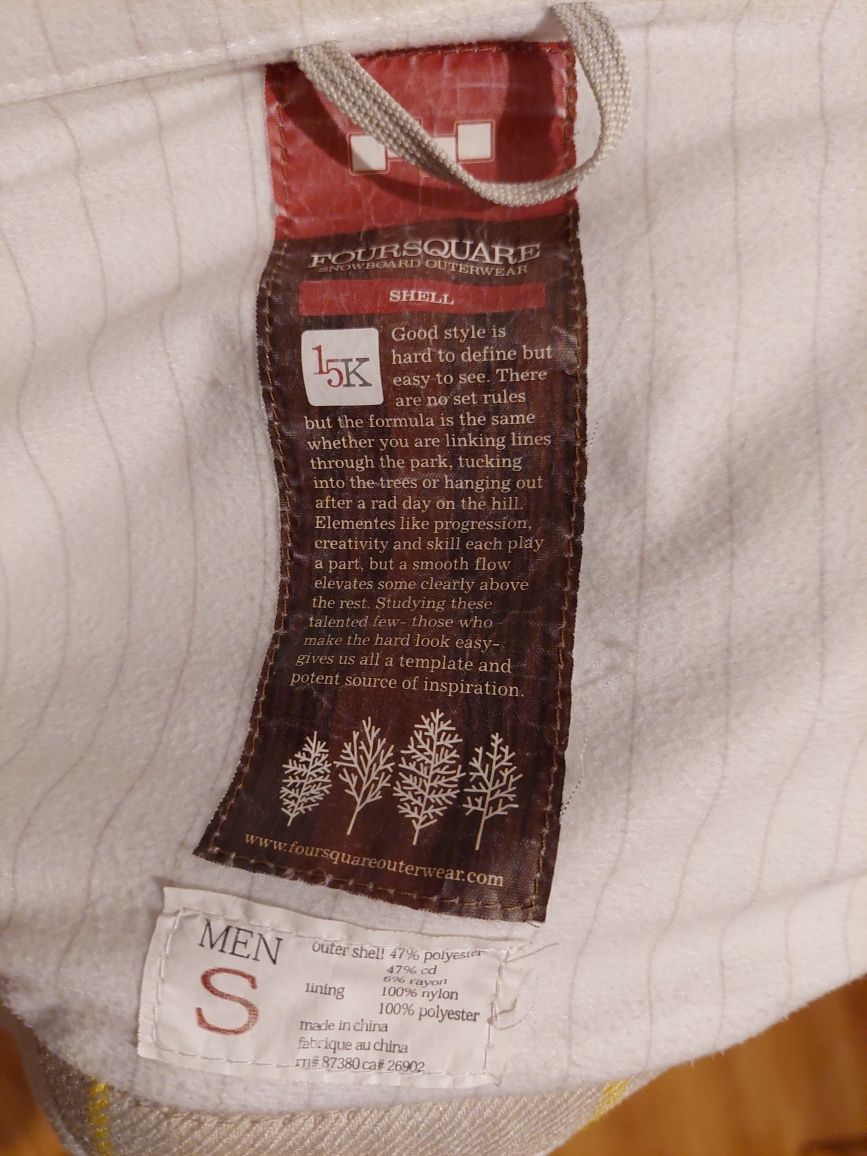 FOURSQUARE
SNOWBOARD OUTERWEAR
SHELL
15K
Good style is
hard to define but
easy to see. There
are no set rules
but the formula is the same
whether you are linking lines
through the park, tucking
into the trees or hanging out
after a rad day on the hill.
Elementes like progression,
creativity and skill each play
a part, but a smooth flow
elevates some clearly above
the rest. Studying these
talented few- those who
make the hard look easy-
gives us all a template and
potent source of inspiration.
www.foursquareouterwear.com
MEN
S
outer shell 47% polyester
47% cd
6% rayon
lining 100% nylon
100% polyester
made in china
fabrique au china
rn# 87380 ca# 26902